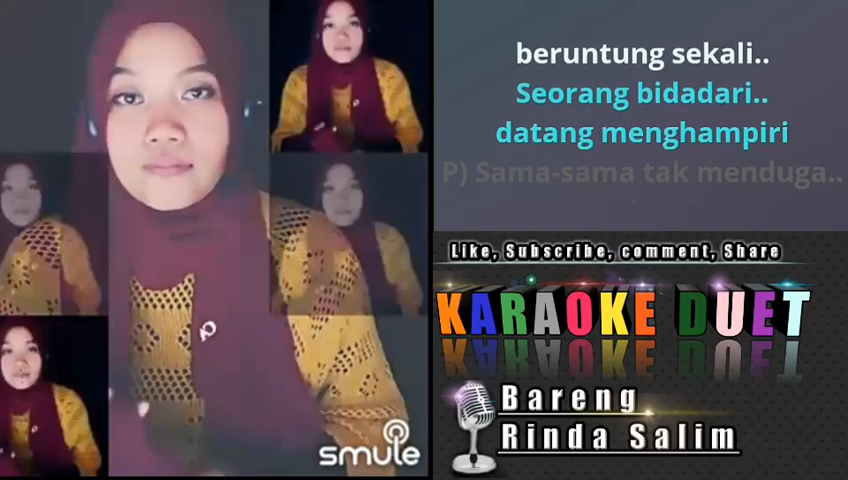 beruntung sekali..
Seorang bidadari..
datang menghampiri
P) Sama-sama tak menduga..
Like, Subscribe, comment, Share
KARAOKE DUET
Bareng
Rinda Salim
smule